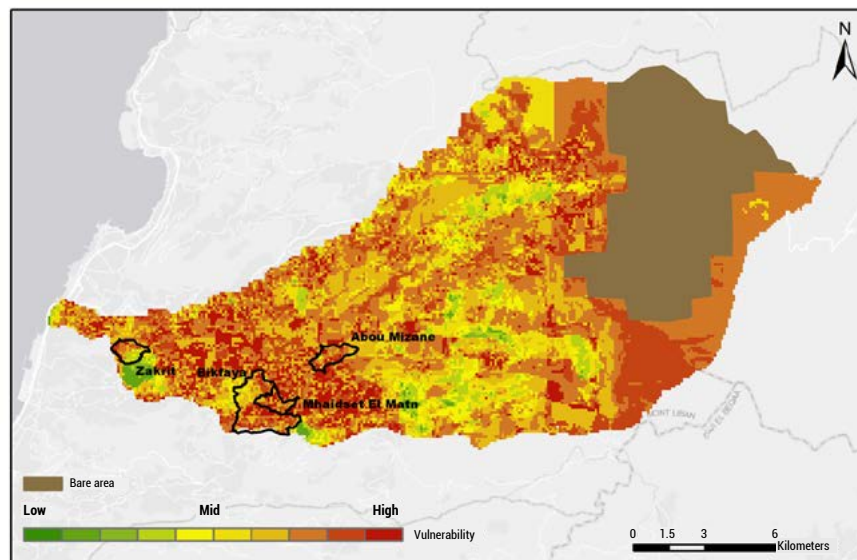 N
Abou Mizane
Zakrit
Bikfaya
Mhaidset El Matn
MONT LIBAN
Bare area
Low Mid High
Vulnerability
0 1.5 3 6
Kilometers